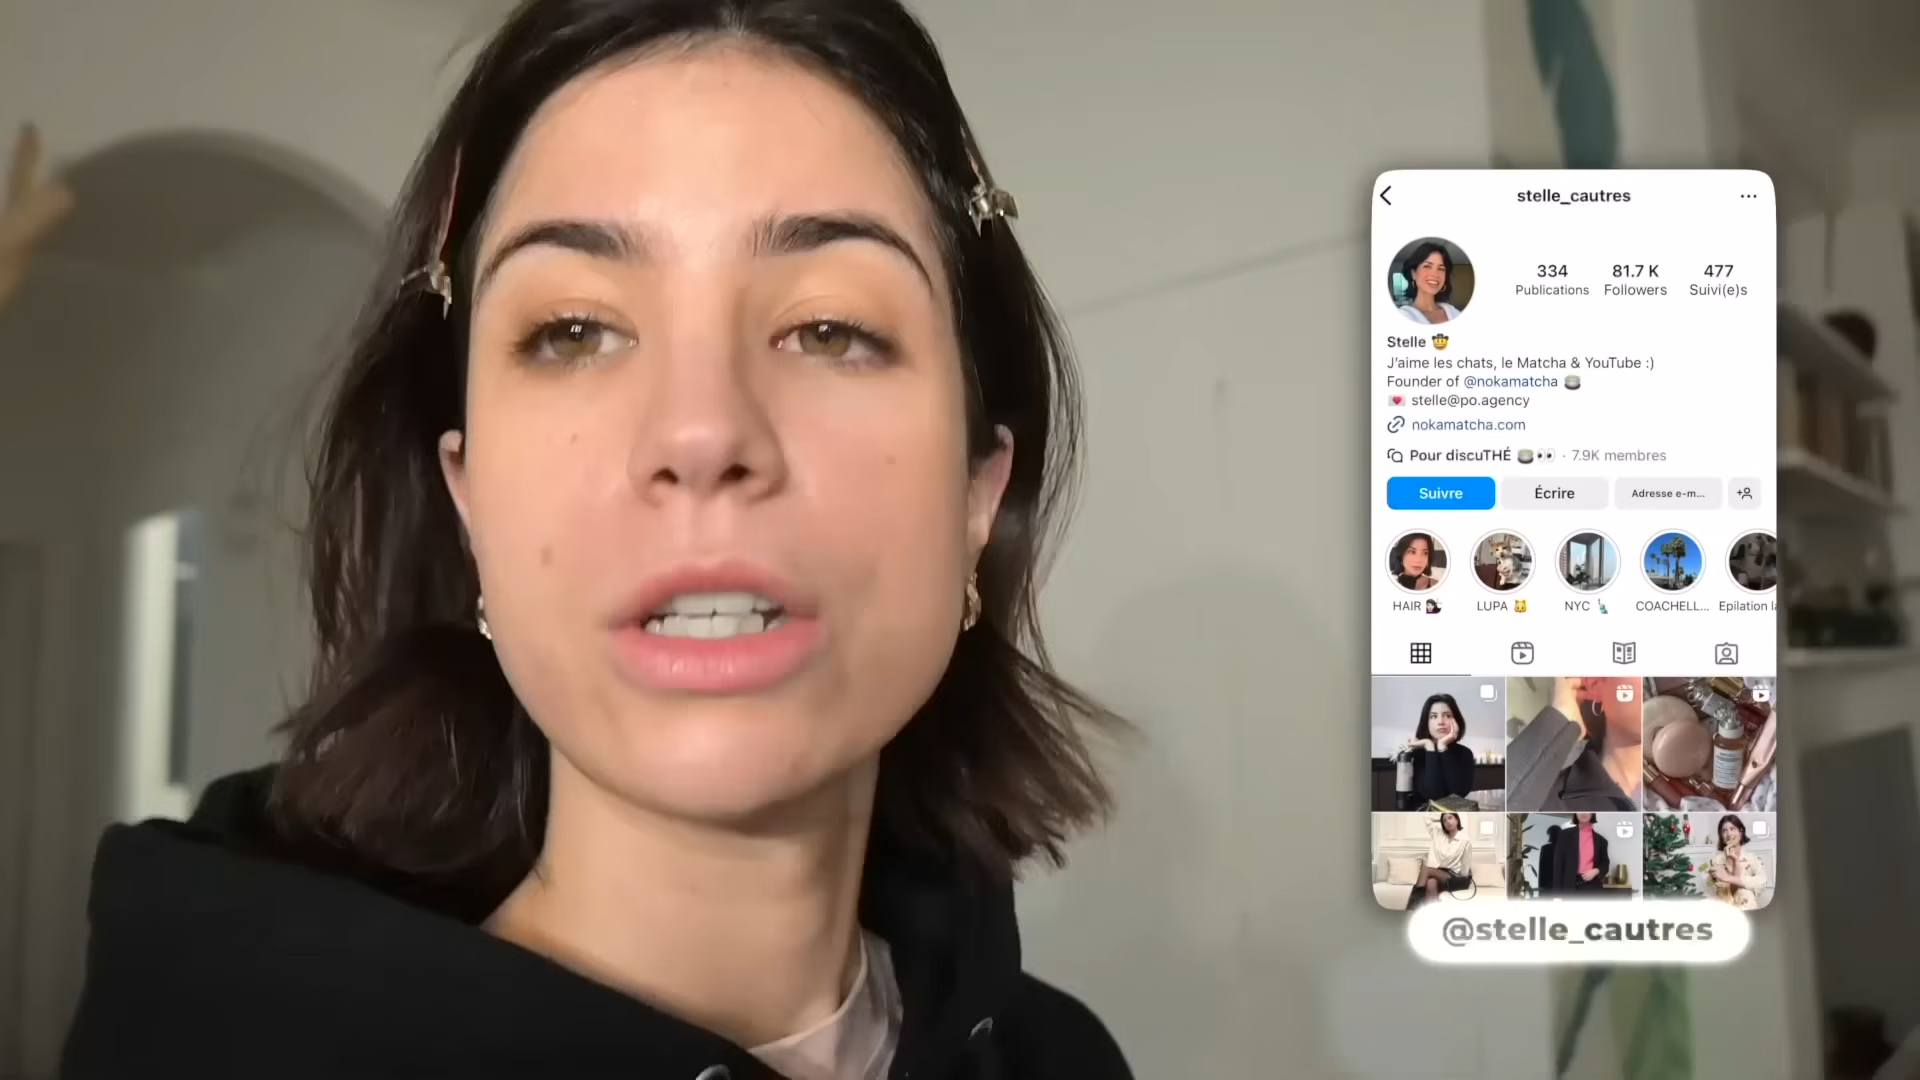 stelle_cautres
334
81.7 K
477
Publications
Followers
Suivi(e)s
Stelle 🤠
J'aime les chats, le Matcha & YouTube :)
Founder of @nokamatcha 🍵
💌 stelle@po.agency
nokamatcha.com
Pour discuTHÉ 🍵👀 · 7.9K membres
Suivre
Écrire
Adresse e-m...
HAIR 💇🏻‍♀️
LUPA 🐱
NYC 🗽
COACHELL...
Epilation
@stelle_cautres